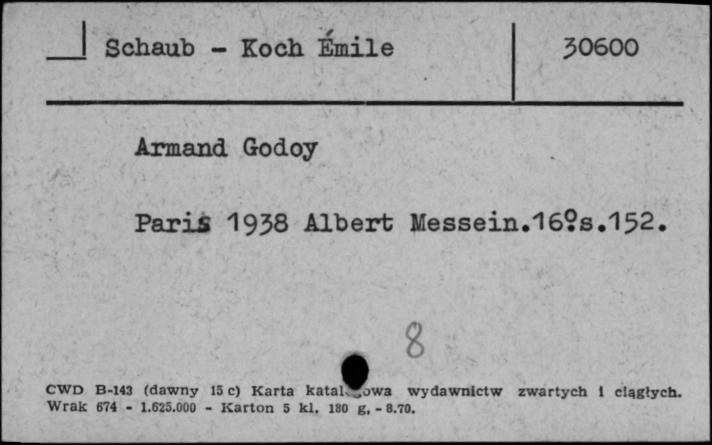 Schaub - Koch Émile 30600
Armand Godoy
Paris 1938 Albert Messein.16º.s.152.
8
CWD B-143 (dawny 15 c) Karta katalogowa wydawnictw zwartych i ciągłych.
Wrak 674 - 1.625.000 - Karton 5 kl. 180 g, - 8.70.